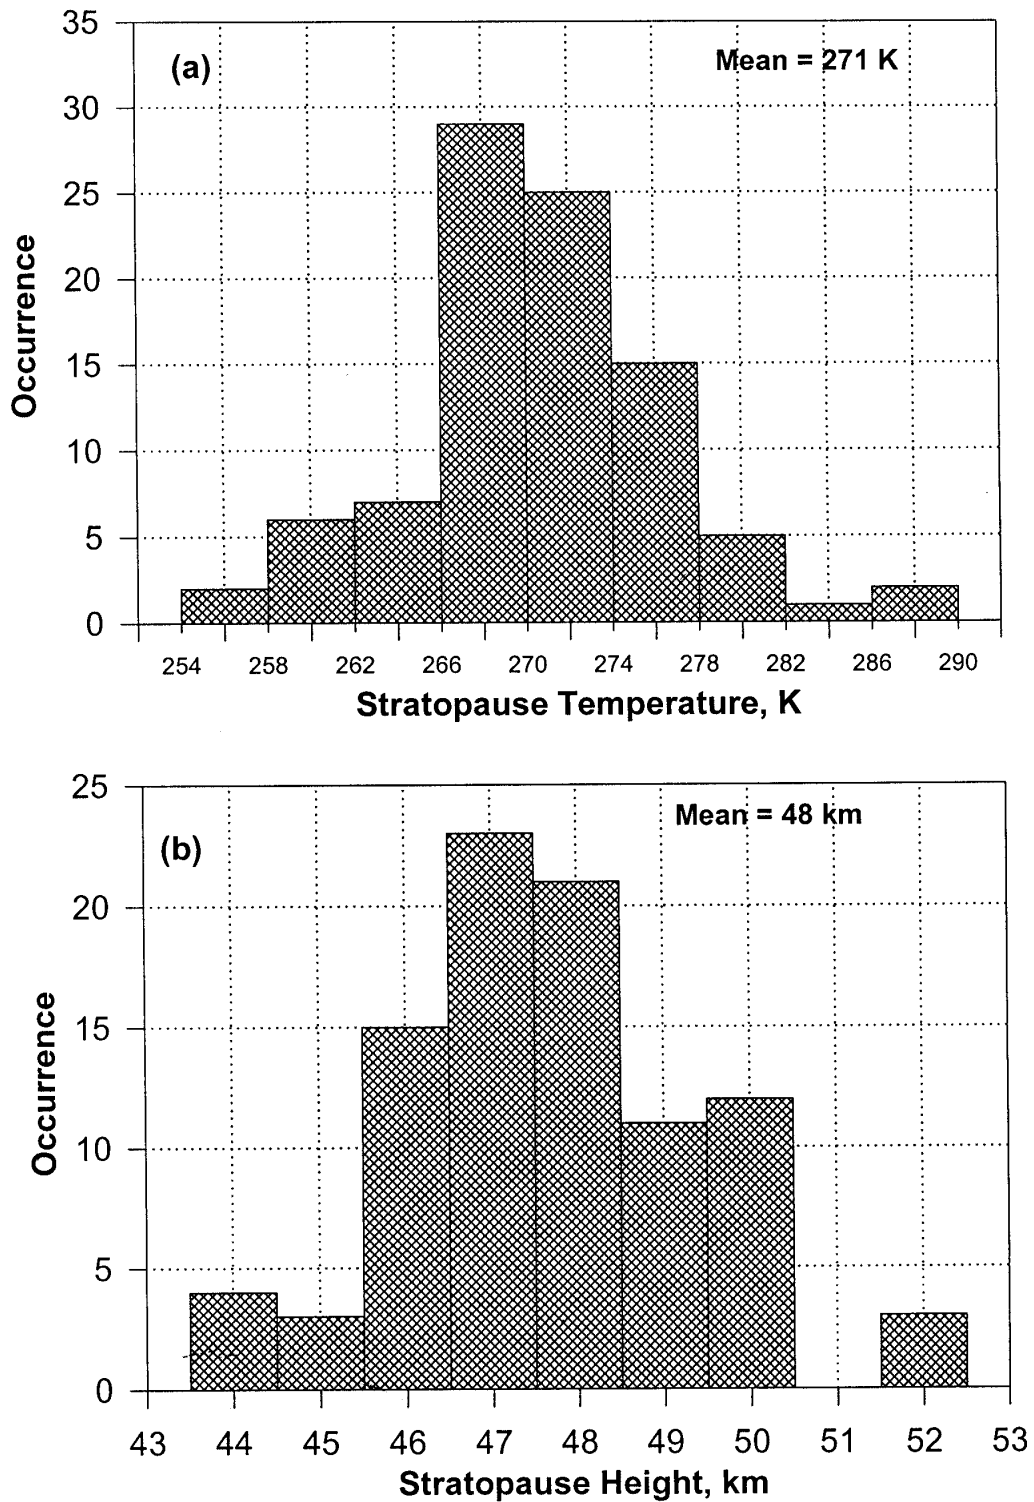 35
(a)
Mean = 271 K
30
25
20
15
10
5
0
Occurrence
254 258 262 266 270 274 278 282 286 290
Stratopause Temperature, K
25
Mean = 48 km
(b)
20
15
10
5
0
Occurrence
43 44 45 46 47 48 49 50 51 52 53
Stratopause Height, km